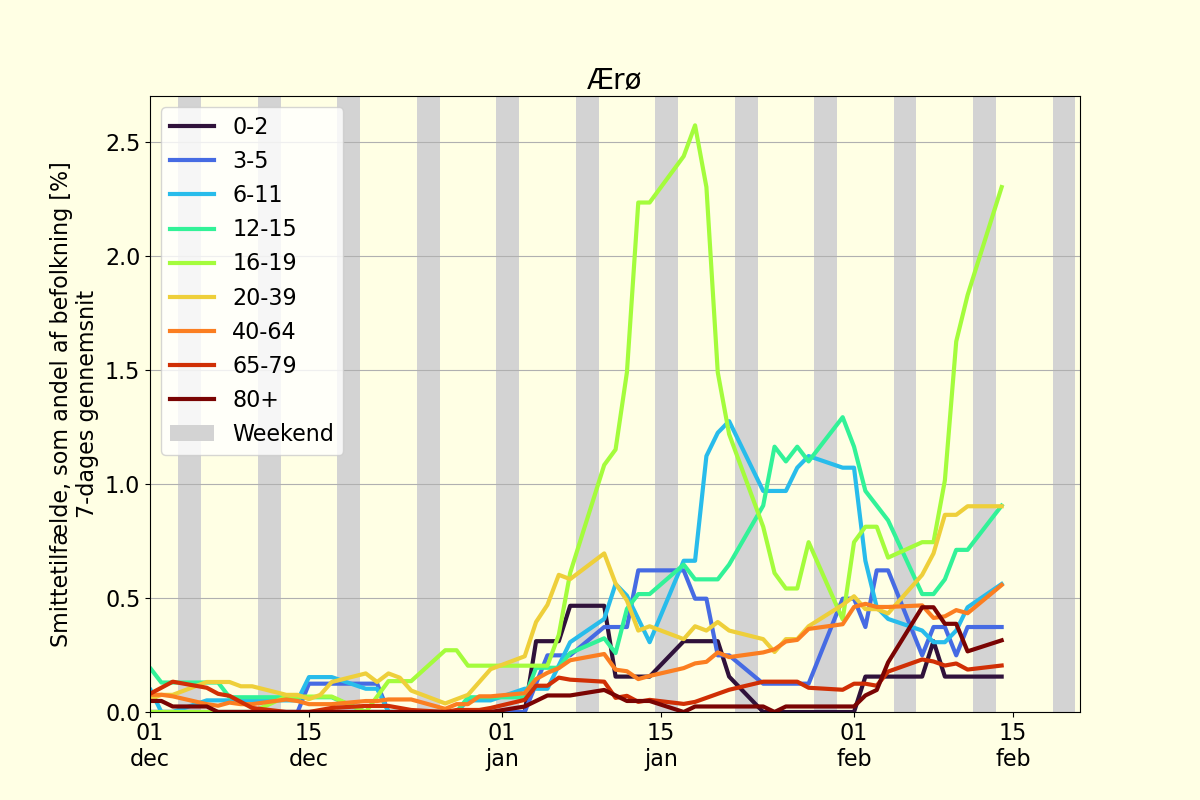 Ærø
Smittetilfælde, som andel af befolkning [%]
7-dages gennemsnit
2.5
2.0
1.5
1.0
0.5
0.0
0-2
3-5
6-11
12-15
16-19
20-39
40-64
65-79
80+
Weekend
01 dec
15 dec
01 jan
15 jan
01 feb
15 feb